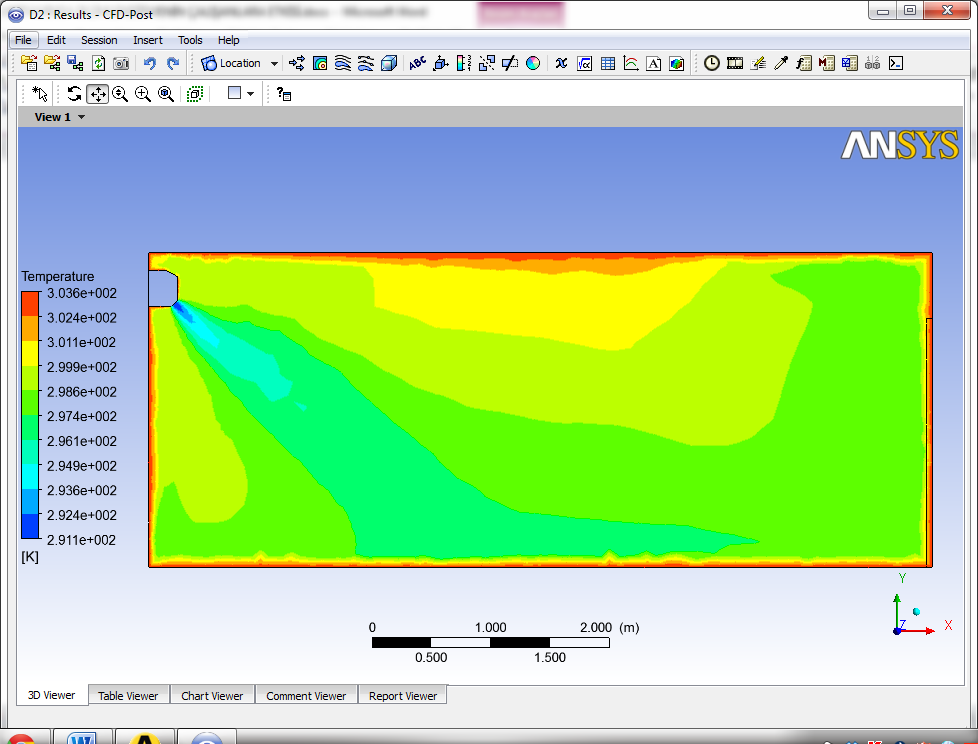 D2 : Results - CFD-Post
Microsoft Word
File Edit Session Insert Tools Help
Location
View 1
ANSYS
Temperature
3.036e+002
3.024e+002
3.011e+002
2.999e+002
2.986e+002
2.974e+002
2.961e+002
2.949e+002
2.936e+002
2.924e+002
2.911e+002
[K]
0 1.000 2.000 (m)
0.500 1.500
Y
Z X
3D Viewer Table Viewer Chart Viewer Comment Viewer Report Viewer